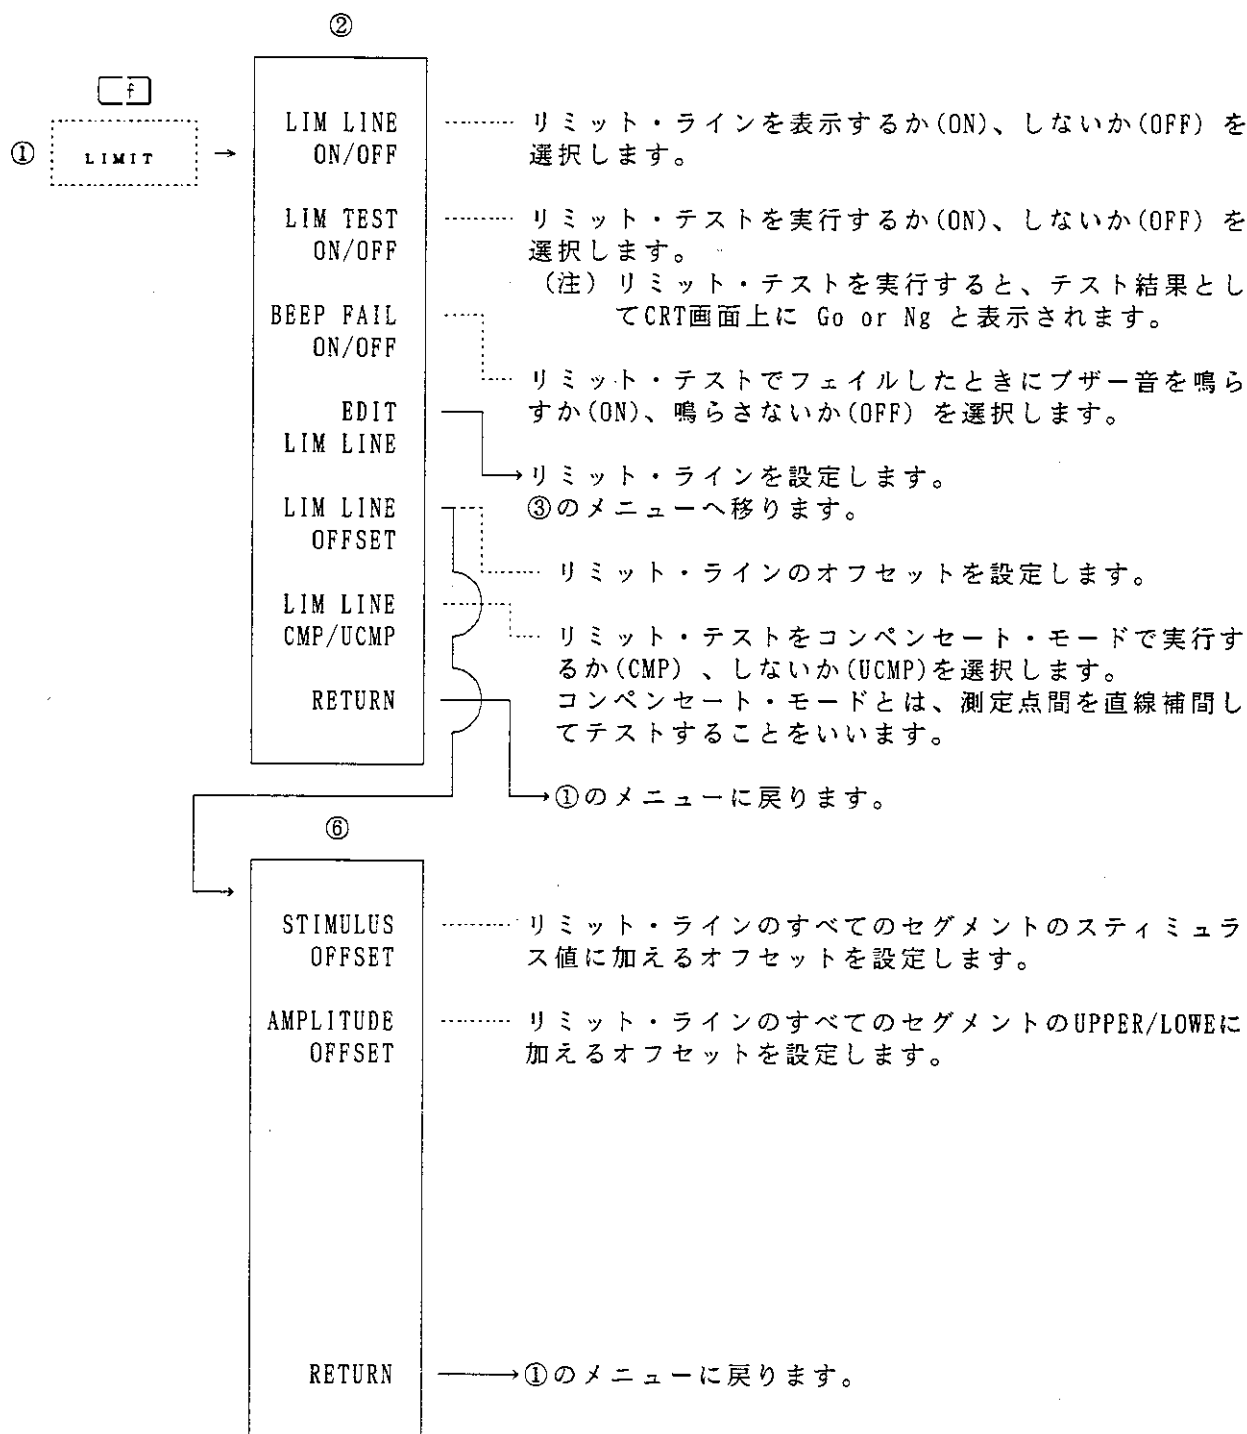 ②
f
① LIMIT →
LIM LINE ON/OFF
リミット・ラインを表示するか(ON)、しないか(OFF) を
選択します。
LIM TEST ON/OFF
リミット・テストを実行するか(ON)、しないか(OFF) を
選択します。
(注) リミット・テストを実行すると、テスト結果とし
てCRT画面上に Go or Ng と表示されます。
BEEP FAIL ON/OFF
リミット・テストでフェイルしたときにブザー音を鳴ら
すか(ON)、鳴らさないか(OFF) を選択します。
EDIT
LIM LINE
リミット・ラインを設定します。
③のメニューへ移ります。
LIM LINE
OFFSET
リミット・ラインのオフセットを設定します。
LIM LINE
CMP/UCMP
リミット・テストをコンペンセート・モードで実行す
るか(CMP) 、しないか(UCMP)を選択します。
コンペンセート・モードとは、測定点間を直線補間し
てテストすることをいいます。
RETURN
①のメニューに戻ります。
⑥
STIMULUS
OFFSET
リミット・ラインのすべてのセグメントのスティミュラ
ス値に加えるオフセットを設定します。
AMPLITUDE
OFFSET
リミット・ラインのすべてのセグメントのUPPER/LOWEに
加えるオフセットを設定します。
RETURN
①のメニューに戻ります。